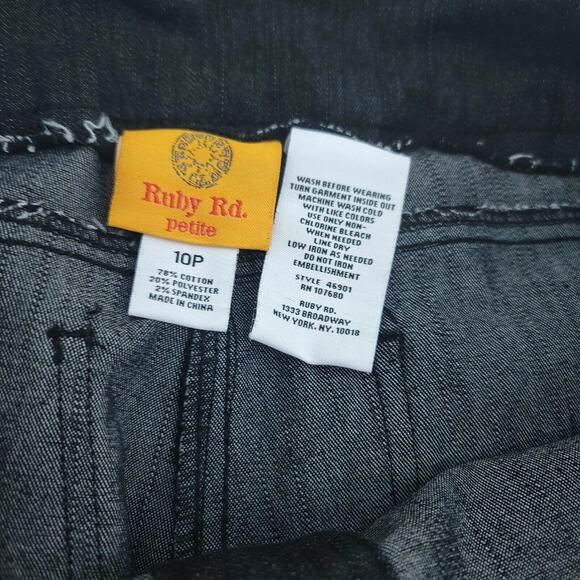 Ruby Rd.
petite
10P
78% COTTON
20% POLYESTER
2% SPANDEX
MADE IN CHINA
WASH BEFORE WEARING
TURN GARMENT INSIDE OUT
MACHINE WASH COLD
WITH LIKE COLORS
USE ONLY NON-
CHLORINE BLEACH
WHEN NEEDED
LINE DRY
LOW IRON AS NEEDED
DO NOT IRON
EMBELLISHMENT
STYLE 46901
RN 107680
RUBY RD.
1333 BROADWAY
NEW YORK, NY. 10018